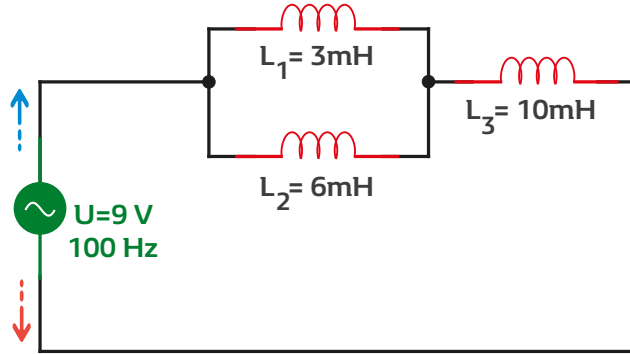 L₁= 3mH
L₃= 10mH
L₂= 6mH
U=9 V
100 Hz